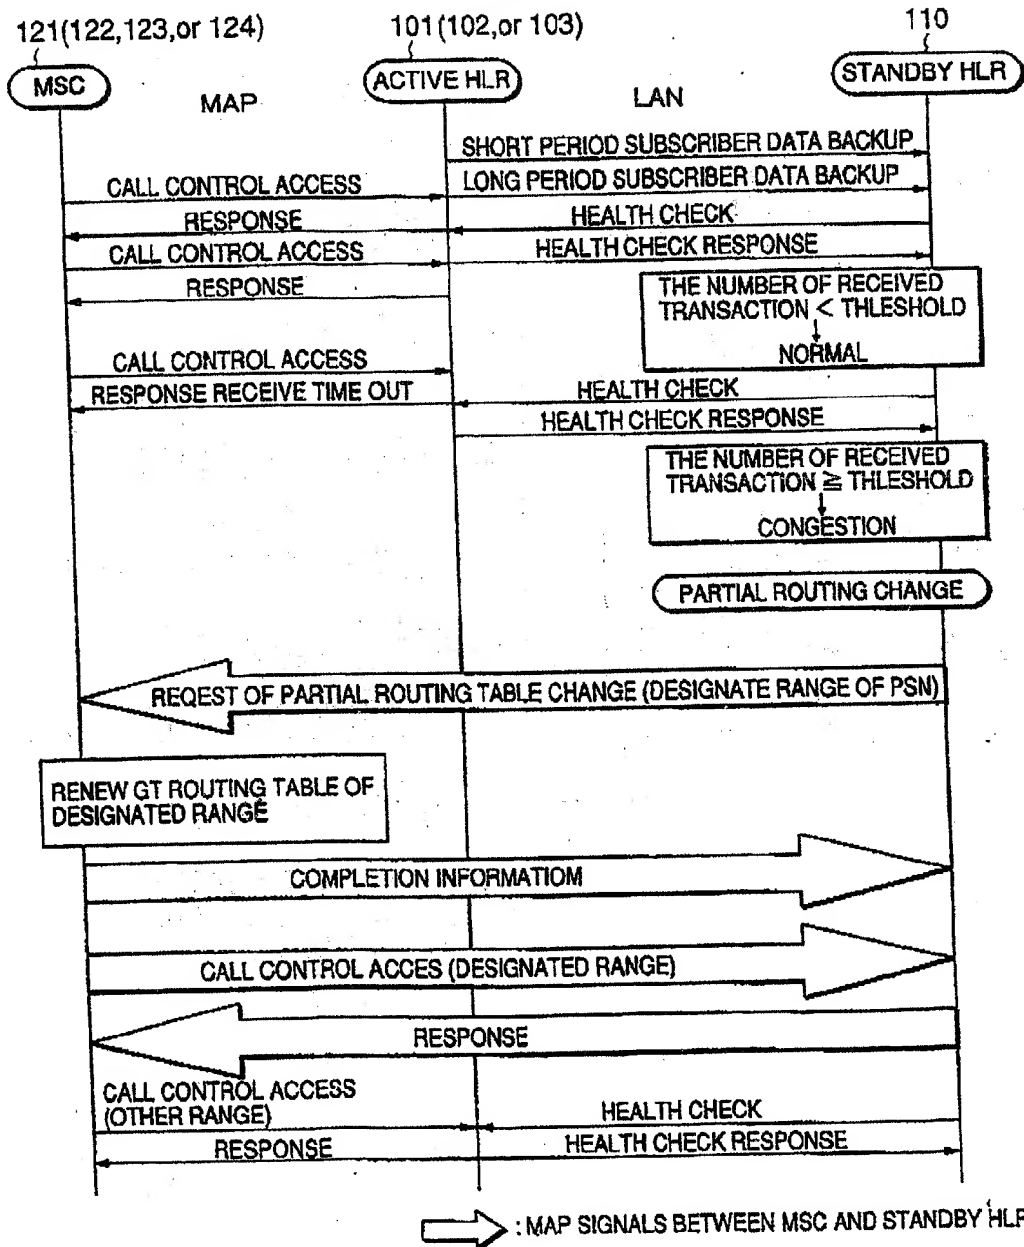 121(122,123,or 124)
101(102,or 103)
110
MSC
MAP
ACTIVE HLR
LAN
STANDBY HLR
SHORT PERIOD SUBSCRIBER DATA BACKUP
CALL CONTROL ACCESS
LONG PERIOD SUBSCRIBER DATA BACKUP
RESPONSE
HEALTH CHECK
CALL CONTROL ACCESS
HEALTH CHECK RESPONSE
RESPONSE
THE NUMBER OF RECEIVED
TRANSACTION < THLESHOLD
NORMAL
CALL CONTROL ACCESS
RESPONSE RECEIVE TIME OUT
HEALTH CHECK
HEALTH CHECK RESPONSE
THE NUMBER OF RECEIVED
TRANSACTION ≧ THLESHOLD
CONGESTION
PARTIAL ROUTING CHANGE
REQEST OF PARTIAL ROUTING TABLE CHANGE (DESIGNATE RANGE OF PSN)
RENEW GT ROUTING TABLE OF
DESIGNATED RANGE
COMPLETION INFORMATIOM
CALL CONTROL ACCES (DESIGNATED RANGE)
RESPONSE
CALL CONTROL ACCESS
(OTHER RANGE)
HEALTH CHECK
RESPONSE
HEALTH CHECK RESPONSE
: MAP SIGNALS BETWEEN MSC AND STANDBY HLR